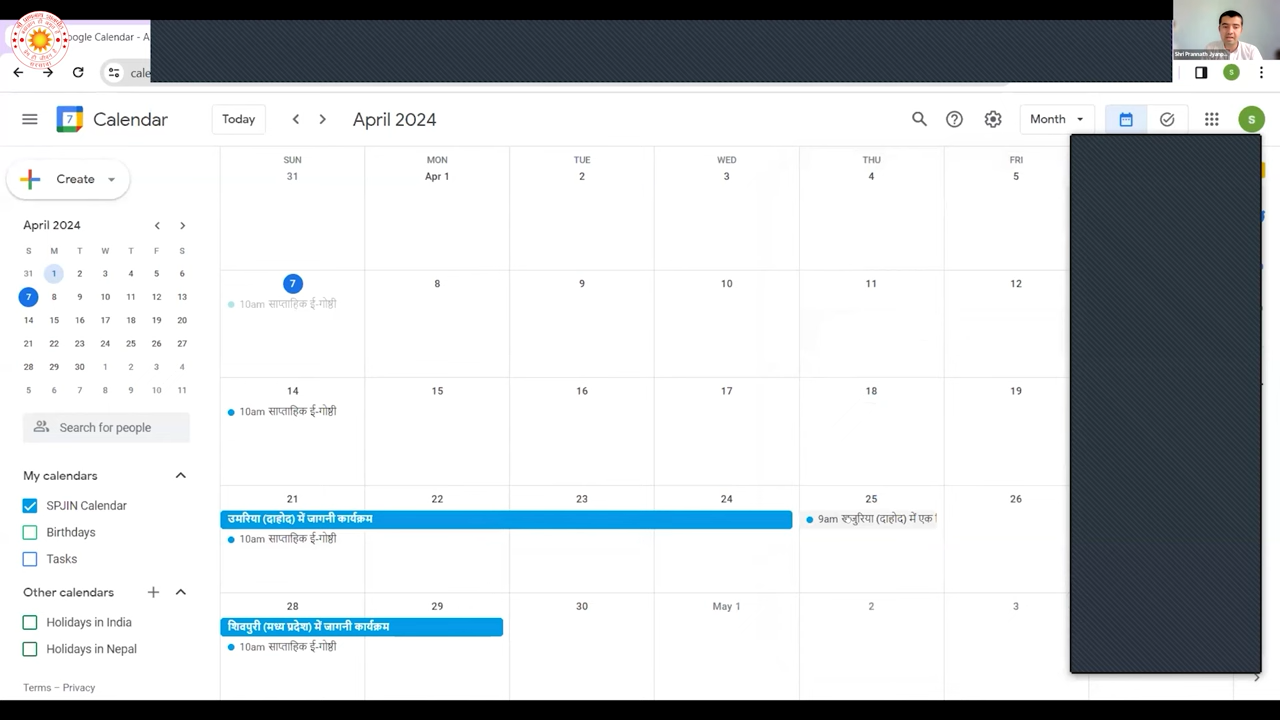 oogle Calendar - A
cale
Shri Prannath Jyanp...
S
7
Calendar
Today
April 2024
Month
S
Create
April 2024
S M T W T F S
31 1 2 3 4 5 6
7 8 9 10 11 12 13
14 15 16 17 18 19 20
21 22 23 24 25 26 27
28 29 30 1 2 3 4
5 6 7 8 9 10 11
Search for people
My calendars
SPJIN Calendar
Birthdays
Tasks
Other calendars
Holidays in India
Holidays in Nepal
Terms – Privacy
SUN MON TUE WED THU FRI
31 Apr 1 2 3 4 5
7 8 9 10 11 12
10am साप्ताहिक ई-गोष्ठी
14 15 16 17 18 19
10am साप्ताहिक ई-गोष्ठी
21 22 23 24 25 26
उमरिया (दाहोद) में जागनी कार्यक्रम
9am खजुरिया (दाहोद) में एक
10am साप्ताहिक ई-गोष्ठी
28 29 30 May 1 2 3
शिवपुरी (मध्य प्रदेश) में जागनी कार्यक्रम
10am साप्ताहिक ई-गोष्ठी